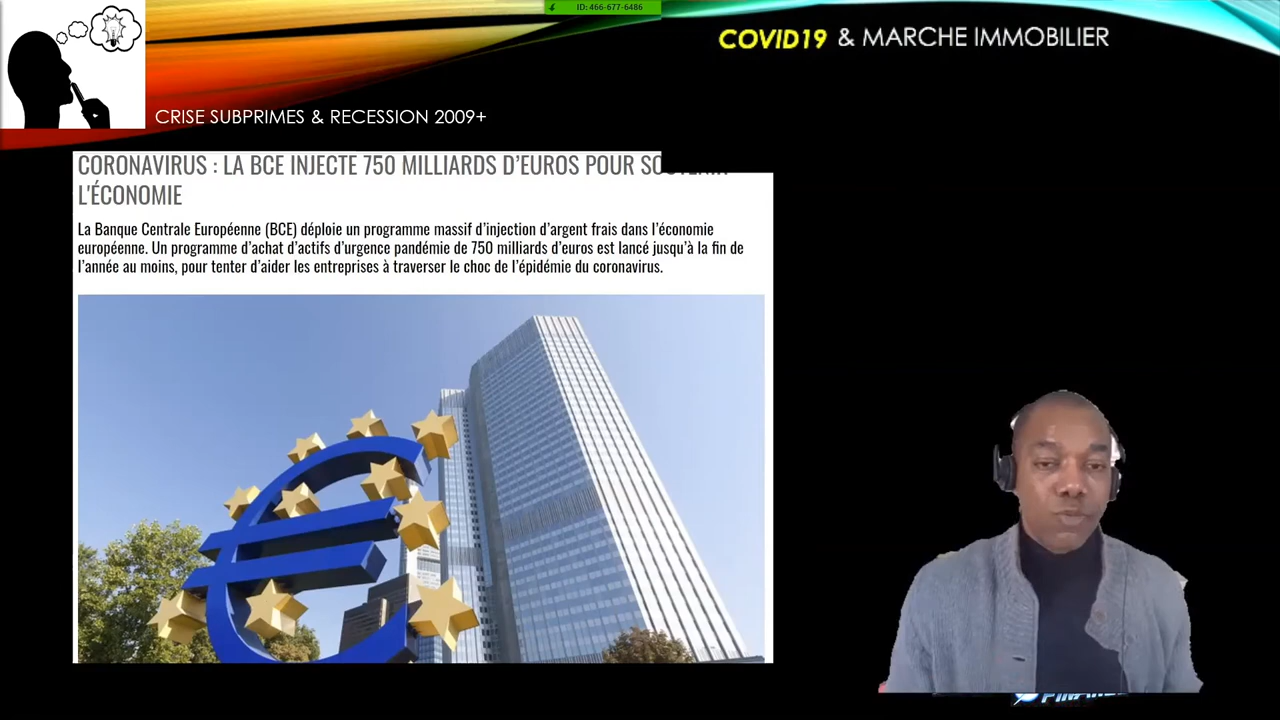 ID: 466-677-6486
COVID19 & MARCHE IMMOBILIER
CRISE SUBPRIMES & RECESSION 2009+
CORONAVIRUS : LA BCE INJECTE 750 MILLIARDS D’EUROS POUR SOUTENIR
L'ÉCONOMIE
La Banque Centrale Européenne (BCE) déploie un programme massif d’injection d’argent frais dans l’économie
européenne. Un programme d’achat d’actifs d’urgence pandémie de 750 milliards d’euros est lancé jusqu’à la fin de
l’année au moins, pour tenter d’aider les entreprises à traverser le choc de l’épidémie du coronavirus.